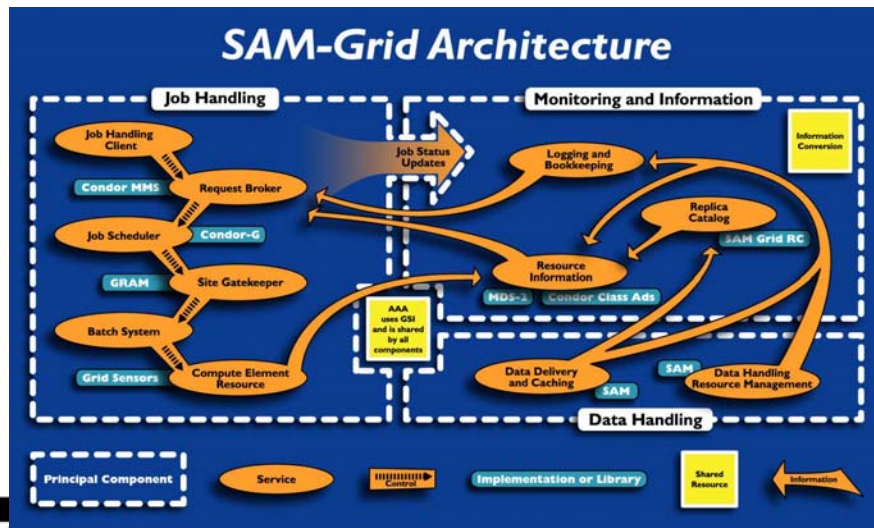 SAM-Grid Architecture
Job Handling
Job Handling
Client
Condor MMS
Request Broker
Job Scheduler
Condor-G
GRAM
Site Gatekeeper
Batch System
Grid Sensors
Compute Element
Resource
Job Status
Updates
AAA
uses GSI
and is shared
by all
components
Monitoring and Information
Information
Conversion
Logging and
Bookkeeping
Replica
Catalog
SAM Grid RC
Resource
Information
MDS-2
Condor Class Ads
Data Delivery
and Caching
SAM
SAM
Data Handling
Resource Management
Data Handling
Principal Component
Service
Control
Implementation or Library
Shared
Resource
Information